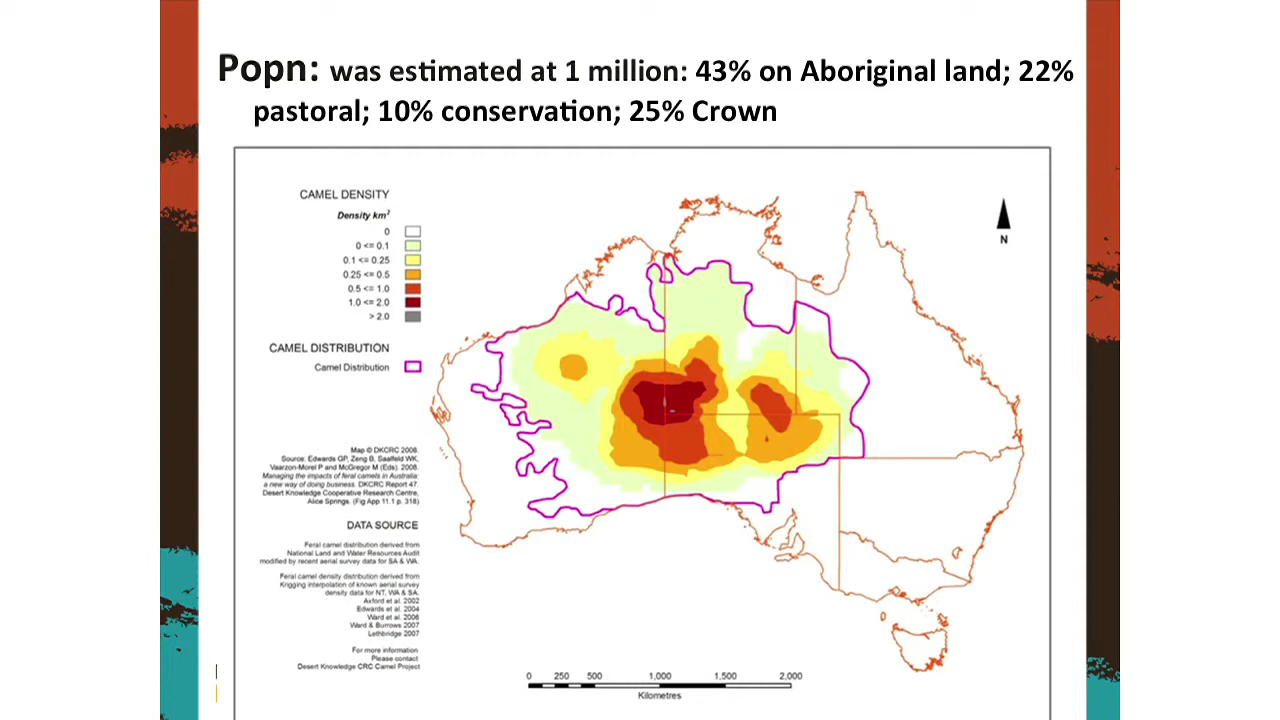 Popn: was estimated at 1 million: 43% on Aboriginal land; 22%
pastoral; 10% conservation; 25% Crown
CAMEL DENSITY
Density km²
0
0 <= 0.1
0.1 <= 0.25
0.25 <= 0.5
0.5 <= 1.0
1.0 <= 2.0
> 2.0
CAMEL DISTRIBUTION
Camel Distribution
N
Map © DKCRC 2008.
Source: Edwards GP, Zeng B, Saalfeld WK,
Vaarzon-Morel P and McGregor M (Eds). 2008.
Managing the impacts of feral camels in Australia:
a new way of doing business. DKCRC Report 47.
Desert Knowledge Cooperative Research Centre,
Alice Springs. (Fig App 11.1 p. 318)
DATA SOURCE
Feral camel distribution derived from
National Land and Water Resources Audit
modified by recent aerial survey data for SA & WA.
Feral camel density distribution derived from
Krigging interpolation of known aerial survey
density data for NT, WA & SA.
Axford et al. 2002
Edwards et al. 2004
Ward et al. 2006
Ward & Burrows 2007
Lethbridge 2007
For more information
Please contact
Desert Knowledge CRC Camel Project
0 250 500 1,000 1,500 2,000
Kilometres